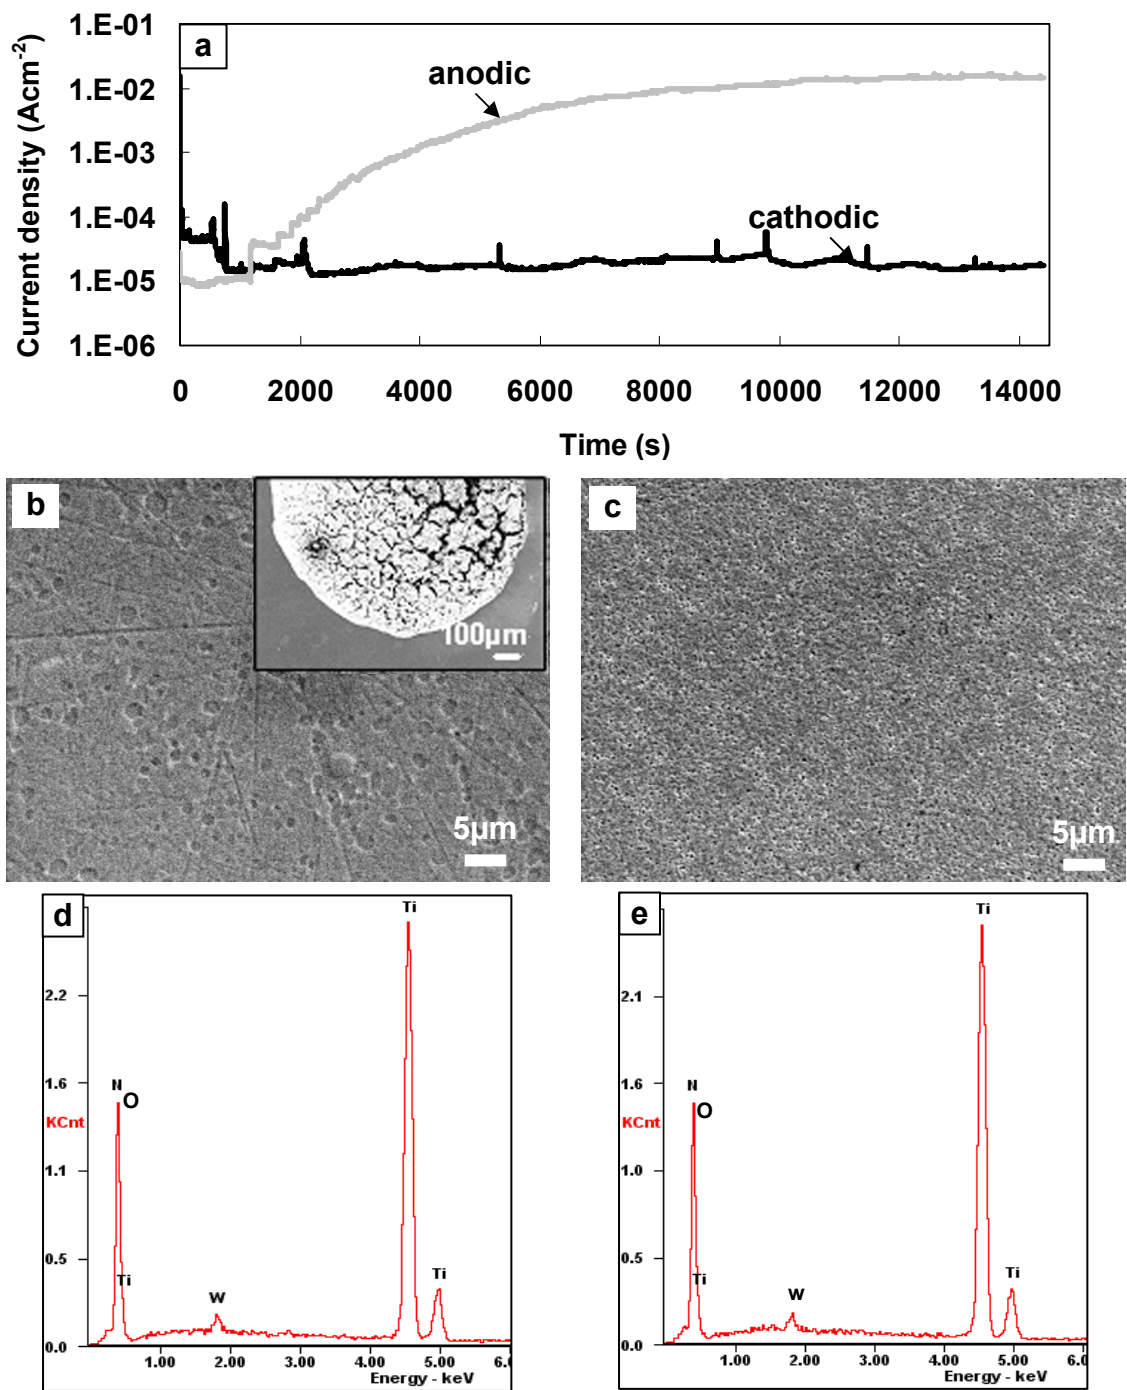 a
1.E-01
1.E-02
1.E-03
1.E-04
1.E-05
1.E-06
Current density (Acm-2)
anodic
cathodic
0 2000 4000 6000 8000 10000 12000 14000
Time (s)
b
100µm
5µm
c
5µm
d
Ti
2.2
1.6
N
O
KCnt
1.1
0.5
Ti
W
Ti
0.0
1.00 2.00 3.00 4.00 5.00 6.0
Energy - keV
e
Ti
2.1
1.6
N
O
KCnt
1.0
0.5
Ti
W
Ti
0.0
1.00 2.00 3.00 4.00 5.00 6.0
Energy - keV